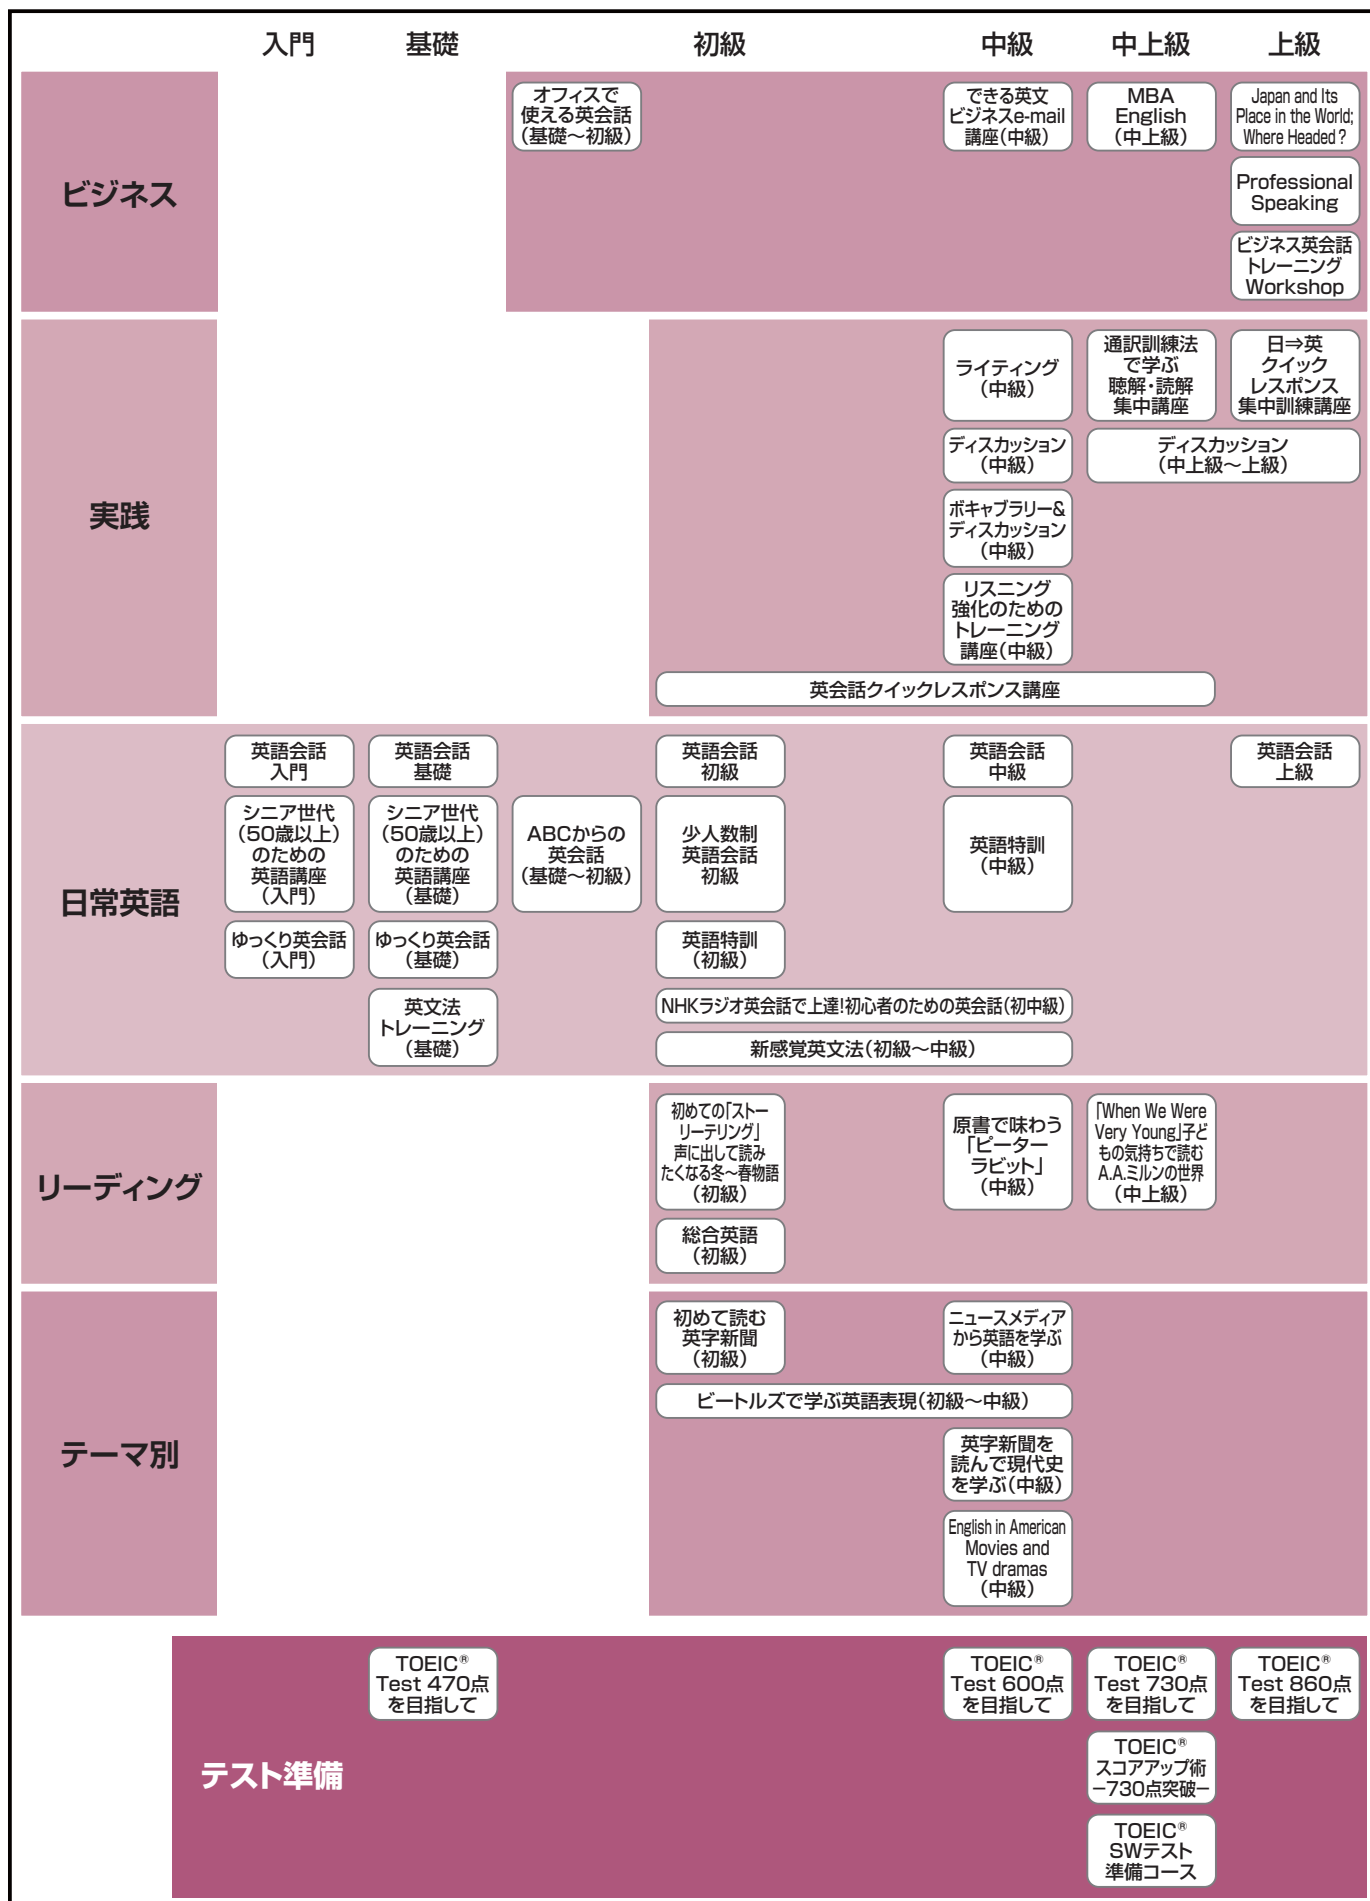 入門 基礎 初級 中級 中上級 上級
ビジネス
オフィスで
使える英会話
(基礎〜初級)
できる英文
ビジネスe-mail
講座(中級)
MBA
English
(中上級)
Japan and Its
Place in the World;
Where Headed?
Professional
Speaking
ビジネス英会話
トレーニング
Workshop
実践
ライティング
(中級)
通訳訓練法
で学ぶ
聴解・読解
集中講座
日⇒英
クイック
レスポンス
集中訓練講座
ディスカッション
(中級)
ディスカッション
(中上級〜上級)
ボキャブラリー&
ディスカッション
(中級)
リスニング
強化のための
トレーニング
講座(中級)
英会話クイックレスポンス講座
日常英語
英語会話
入門
英語会話
基礎
英語会話
初級
英語会話
中級
英語会話
上級
シニア世代
(50歳以上)
のための
英語講座
(入門)
シニア世代
(50歳以上)
のための
英語講座
(基礎)
ABCからの
英会話
(基礎〜初級)
少人数制
英語会話
初級
英語特訓
(中級)
ゆっくり英会話
(入門)
ゆっくり英会話
(基礎)
英語特訓
(初級)
英文法
トレーニング
(基礎)
NHKラジオ英会話で上達!初心者のための英会話(初中級)
新感覚英文法(初級〜中級)
リーディング
初めての「ストー
リーテリング」
声に出して読み
たくなる冬〜春物語
(初級)
原書で味わう
「ピーター
ラビット」
(中級)
「When We Were
Very Young」子ど
もの気持ちで読む
A.A.ミルンの世界
(中上級)
総合英語
(初級)
テーマ別
初めて読む
英字新聞
(初級)
ニュースメディア
から英語を学ぶ
(中級)
ビートルズで学ぶ英語表現(初級〜中級)
英字新聞を
読んで現代史
を学ぶ(中級)
English in American
Movies and
TV dramas
(中級)
テスト準備
TOEIC®
Test 470点
を目指して
TOEIC®
Test 600点
を目指して
TOEIC®
Test 730点
を目指して
TOEIC®
Test 860点
を目指して
TOEIC®
スコアアップ術
−730点突破−
TOEIC®
SWテスト
準備コース